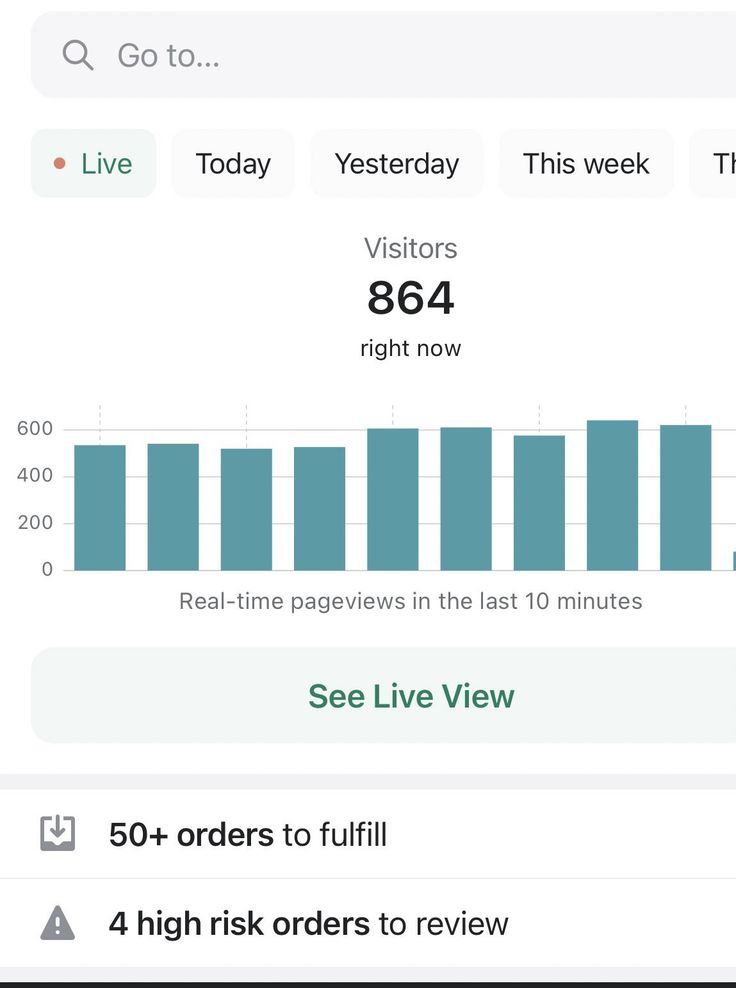 Go to...
Live Today Yesterday This week Th
Visitors
864
right now
600
400
200
0
Real-time pageviews in the last 10 minutes
See Live View
50+ orders to fulfill
4 high risk orders to review